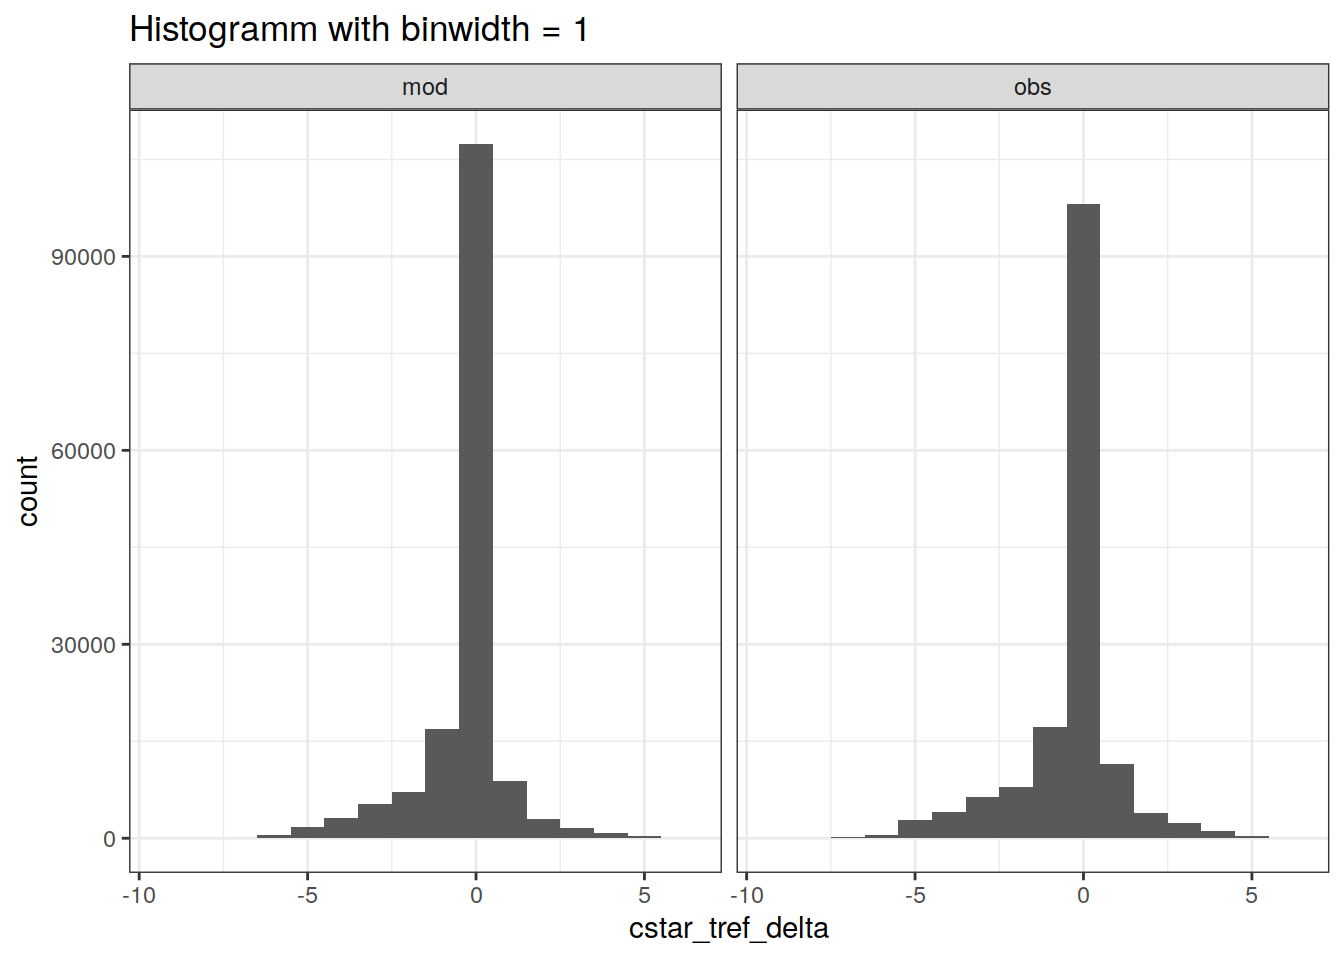 Histogramm with binwidth = 1
mod
obs
90000
60000
30000
0
count
-10
-5
0
5
-10
-5
0
5
cstar_tref_delta